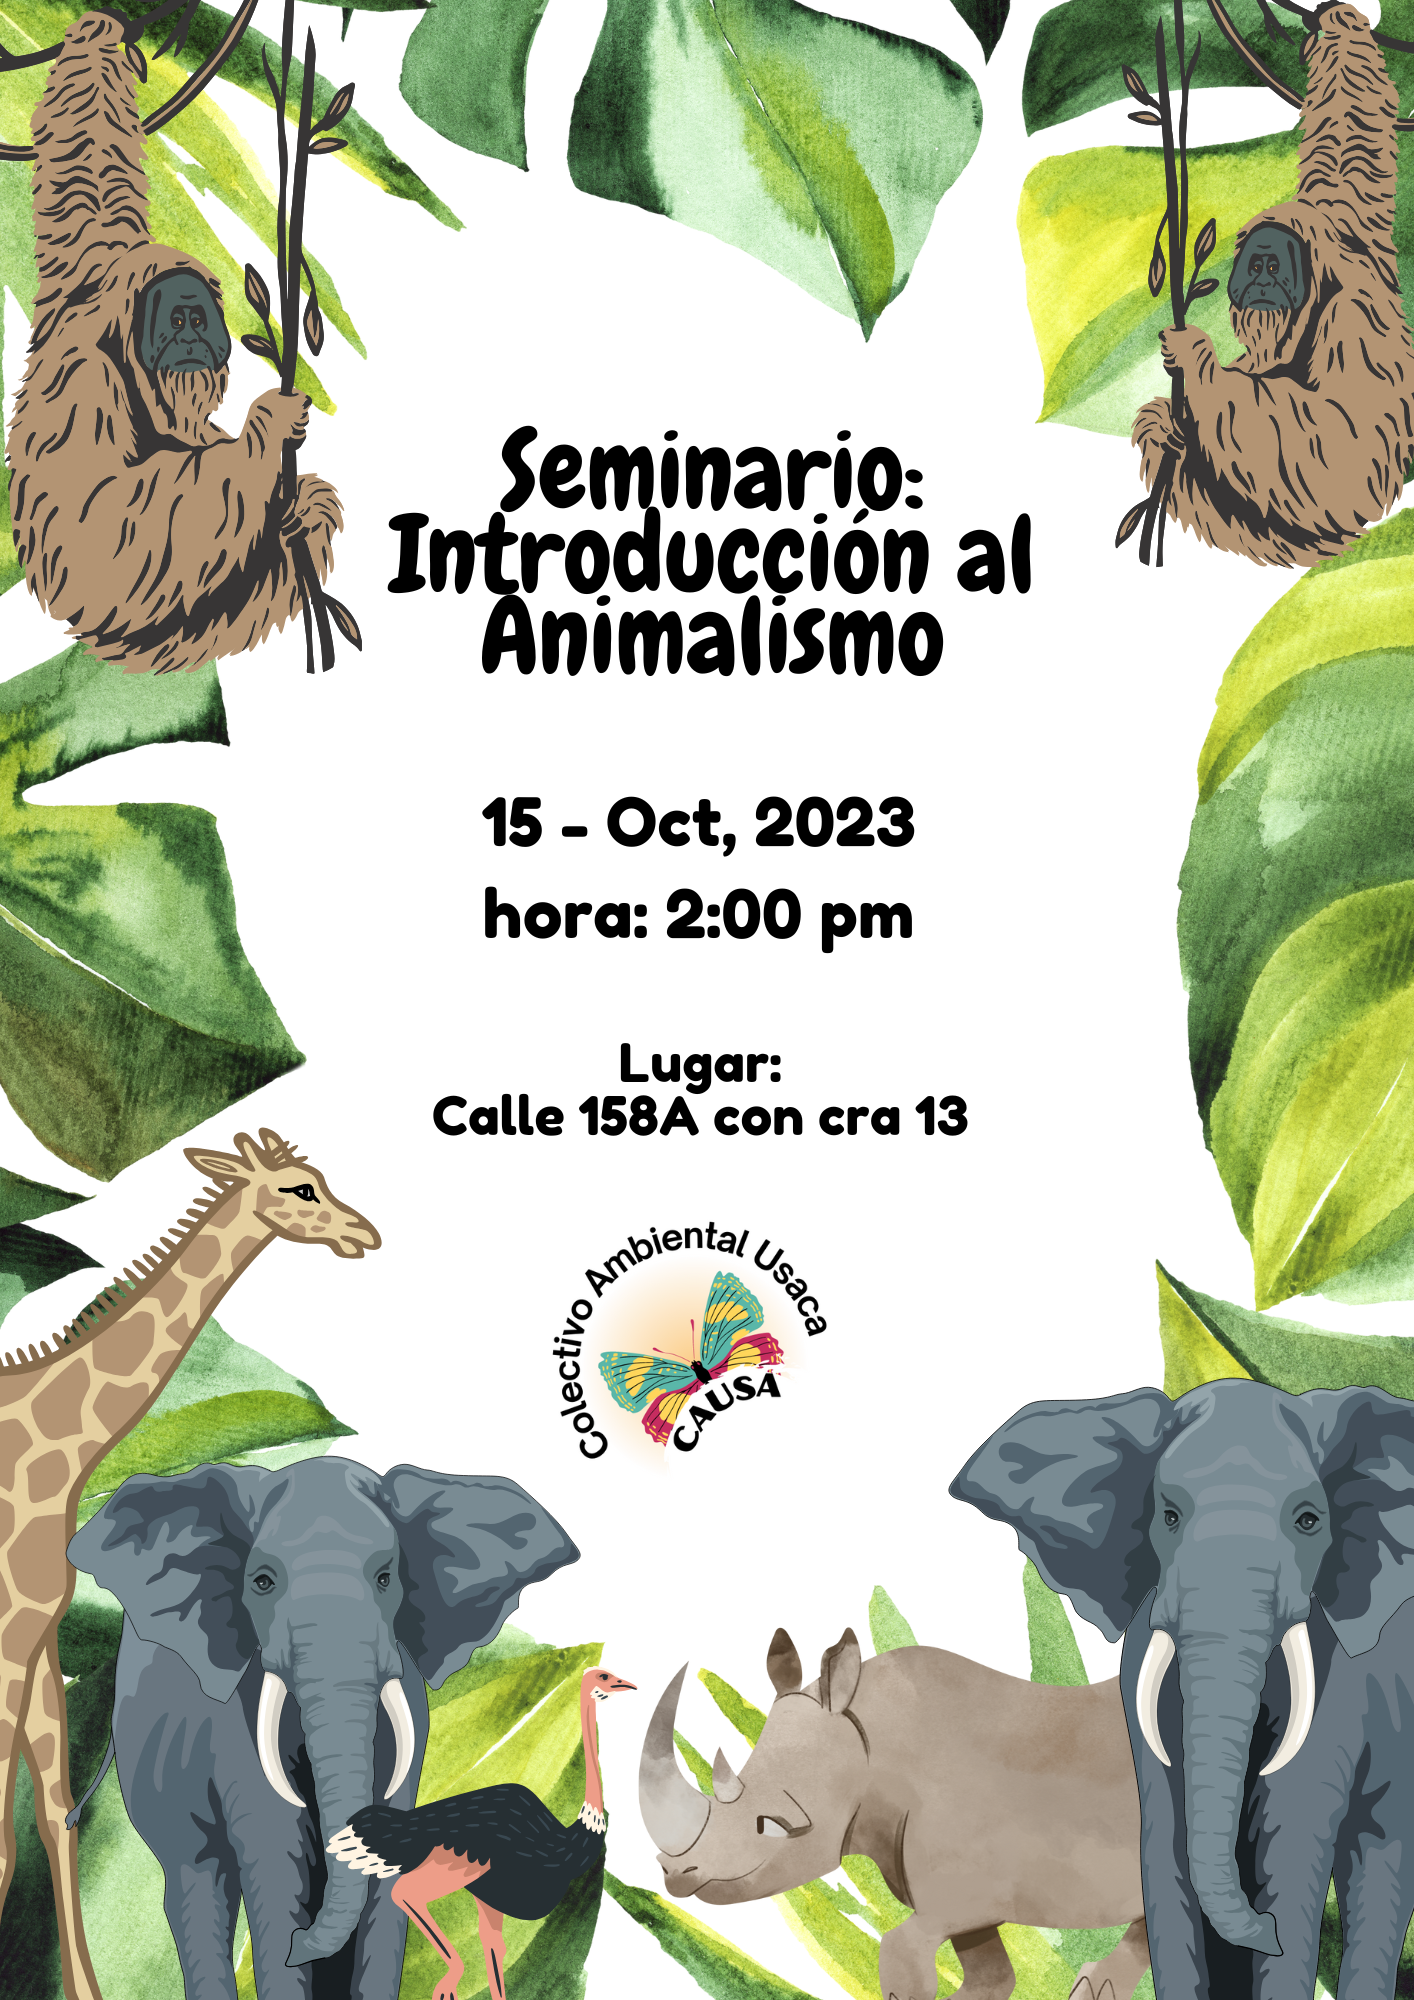 Seminario:
Introducción al
Animalismo
15 - Oct, 2023
hora: 2:00 pm
Lugar:
Calle 158A con cra 13
Colectivo Ambiental Usaca
CAUSA